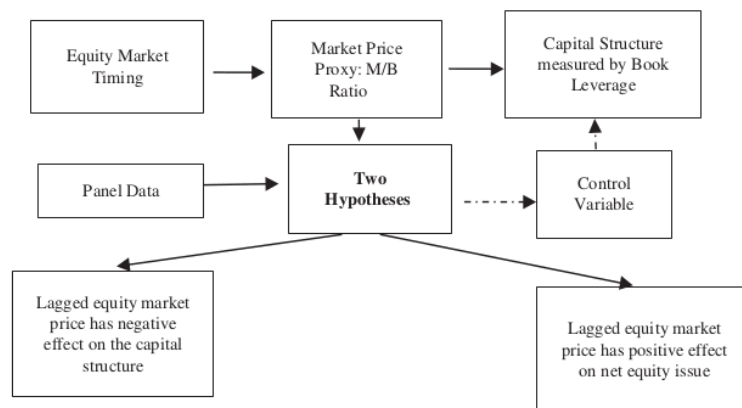 Equity Market
Timing
Market Price
Proxy: M/B
Ratio
Capital Structure
measured by Book
Leverage
Panel Data
Two
Hypotheses
Control
Variable
Lagged equity market
price has negative
effect on the capital
structure
Lagged equity market
price has positive effect
on net equity issue